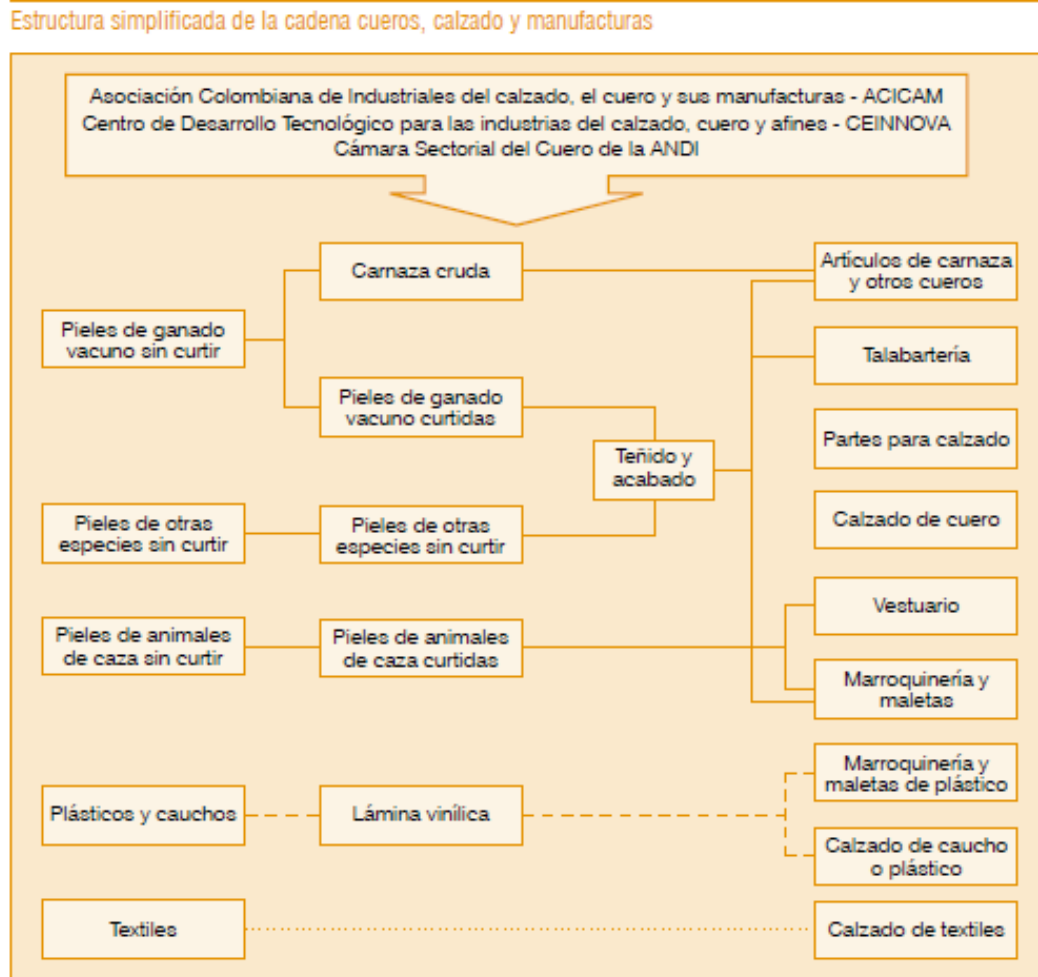 Estructura simplificada de la cadena cueros, calzado y manufacturas
Asociación Colombiana de Industriales del calzado, el cuero y sus manufacturas - ACICAM
Centro de Desarrollo Tecnológico para las industrias del calzado, cuero y afines - CEINNOVA
Cámara Sectorial del Cuero de la ANDI
Carnaza cruda
Artículos de carnaza
y otros cueros
Pieles de ganado
vacuno sin curtir
Talabartería
Pieles de ganado
vacuno curtidas
Partes para calzado
Teñido y
acabado
Pieles de otras
especies sin curtir
Pieles de otras
especies sin curtir
Calzado de cuero
Vestuario
Pieles de animales
de caza sin curtir
Pieles de animales
de caza curtidas
Marroquinería y
maletas
Marroquinería y
maletas de plástico
Plásticos y cauchos
Lámina vinílica
Calzado de caucho
o plástico
Textiles
Calzado de textiles